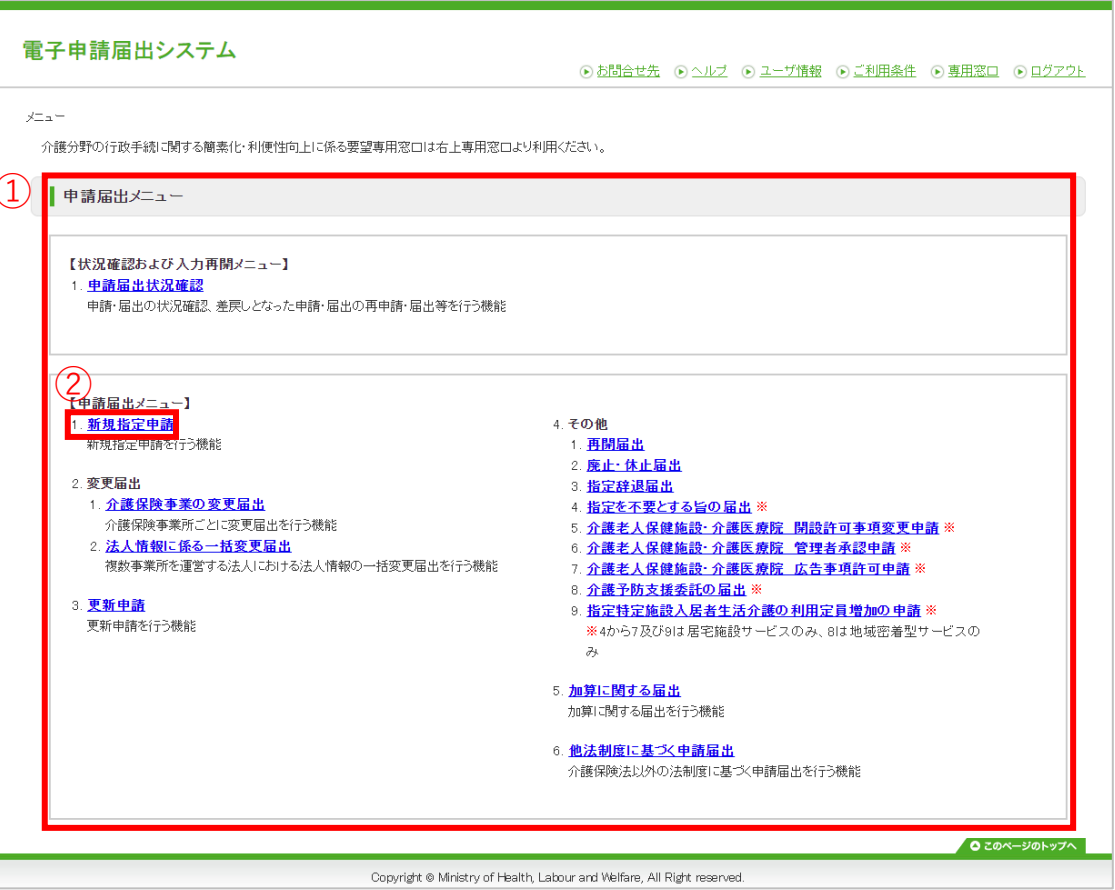 電子申請届出システム
お問合せ先 ヘルプ ユーザ情報 ご利用条件 専用窓口 ログアウト
メニュー
介護分野の行政手続に関する簡素化・利便性向上に係る要望専用窓口は右上専用窓口より利用ください。
①
申請届出メニュー
【状況確認および入力再開メニュー】
1. 申請届出状況確認
申請・届出の状況確認、差戻しとなった申請・届出の再申請・届出等を行う機能
②
【申請届出メニュー】
1. 新規指定申請
新規指定申請を行う機能
2. 変更届出
1. 介護保険事業の変更届出
介護保険事業所ごとに変更届出を行う機能
2. 法人情報に係る一括変更届出
複数事業所を運営する法人における法人情報の一括変更届出を行う機能
3. 更新申請
更新申請を行う機能
4. その他
1. 再開届出
2. 廃止・休止届出
3. 指定辞退届出
4. 指定を不要とする旨の届出 ※
5. 介護老人保健施設・介護医療院 開設許可事項変更申請 ※
6. 介護老人保健施設・介護医療院 管理者承認申請 ※
7. 介護老人保健施設・介護医療院 広告事項許可申請 ※
8. 介護予防支援委託の届出 ※
9. 指定特定施設入居者生活介護の利用定員増加の申請 ※
※4から7及び9は居宅施設サービスのみ、8は地域密着型サービスの
み
5. 加算に関する届出
加算に関する届出を行う機能
6. 他法制度に基づく申請届出
介護保険法以外の法制度に基づく申請届出を行う機能
このページのトップへ
Copyright © Ministry of Health, Labour and Welfare, All Right reserved.